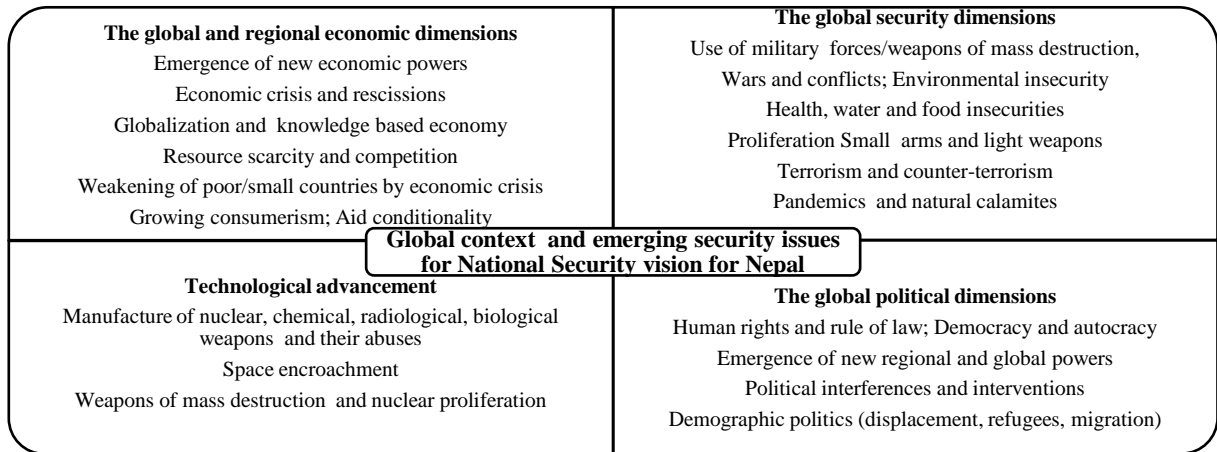 The global and regional economic dimensions
Emergence of new economic powers
Economic crisis and rescissions
Globalization and knowledge based economy
Resource scarcity and competition
Weakening of poor/small countries by economic crisis
Growing consumerism; Aid conditionality
The global security dimensions
Use of military forces/weapons of mass destruction,
Wars and conflicts; Environmental insecurity
Health, water and food insecurities
Proliferation Small arms and light weapons
Terrorism and counter-terrorism
Pandemics and natural calamites
Global context and emerging security issues
for National Security vision for Nepal
Technological advancement
Manufacture of nuclear, chemical, radiological, biological
weapons and their abuses
Space encroachment
Weapons of mass destruction and nuclear proliferation
The global political dimensions
Human rights and rule of law; Democracy and autocracy
Emergence of new regional and global powers
Political interferences and interventions
Demographic politics (displacement, refugees, migration)